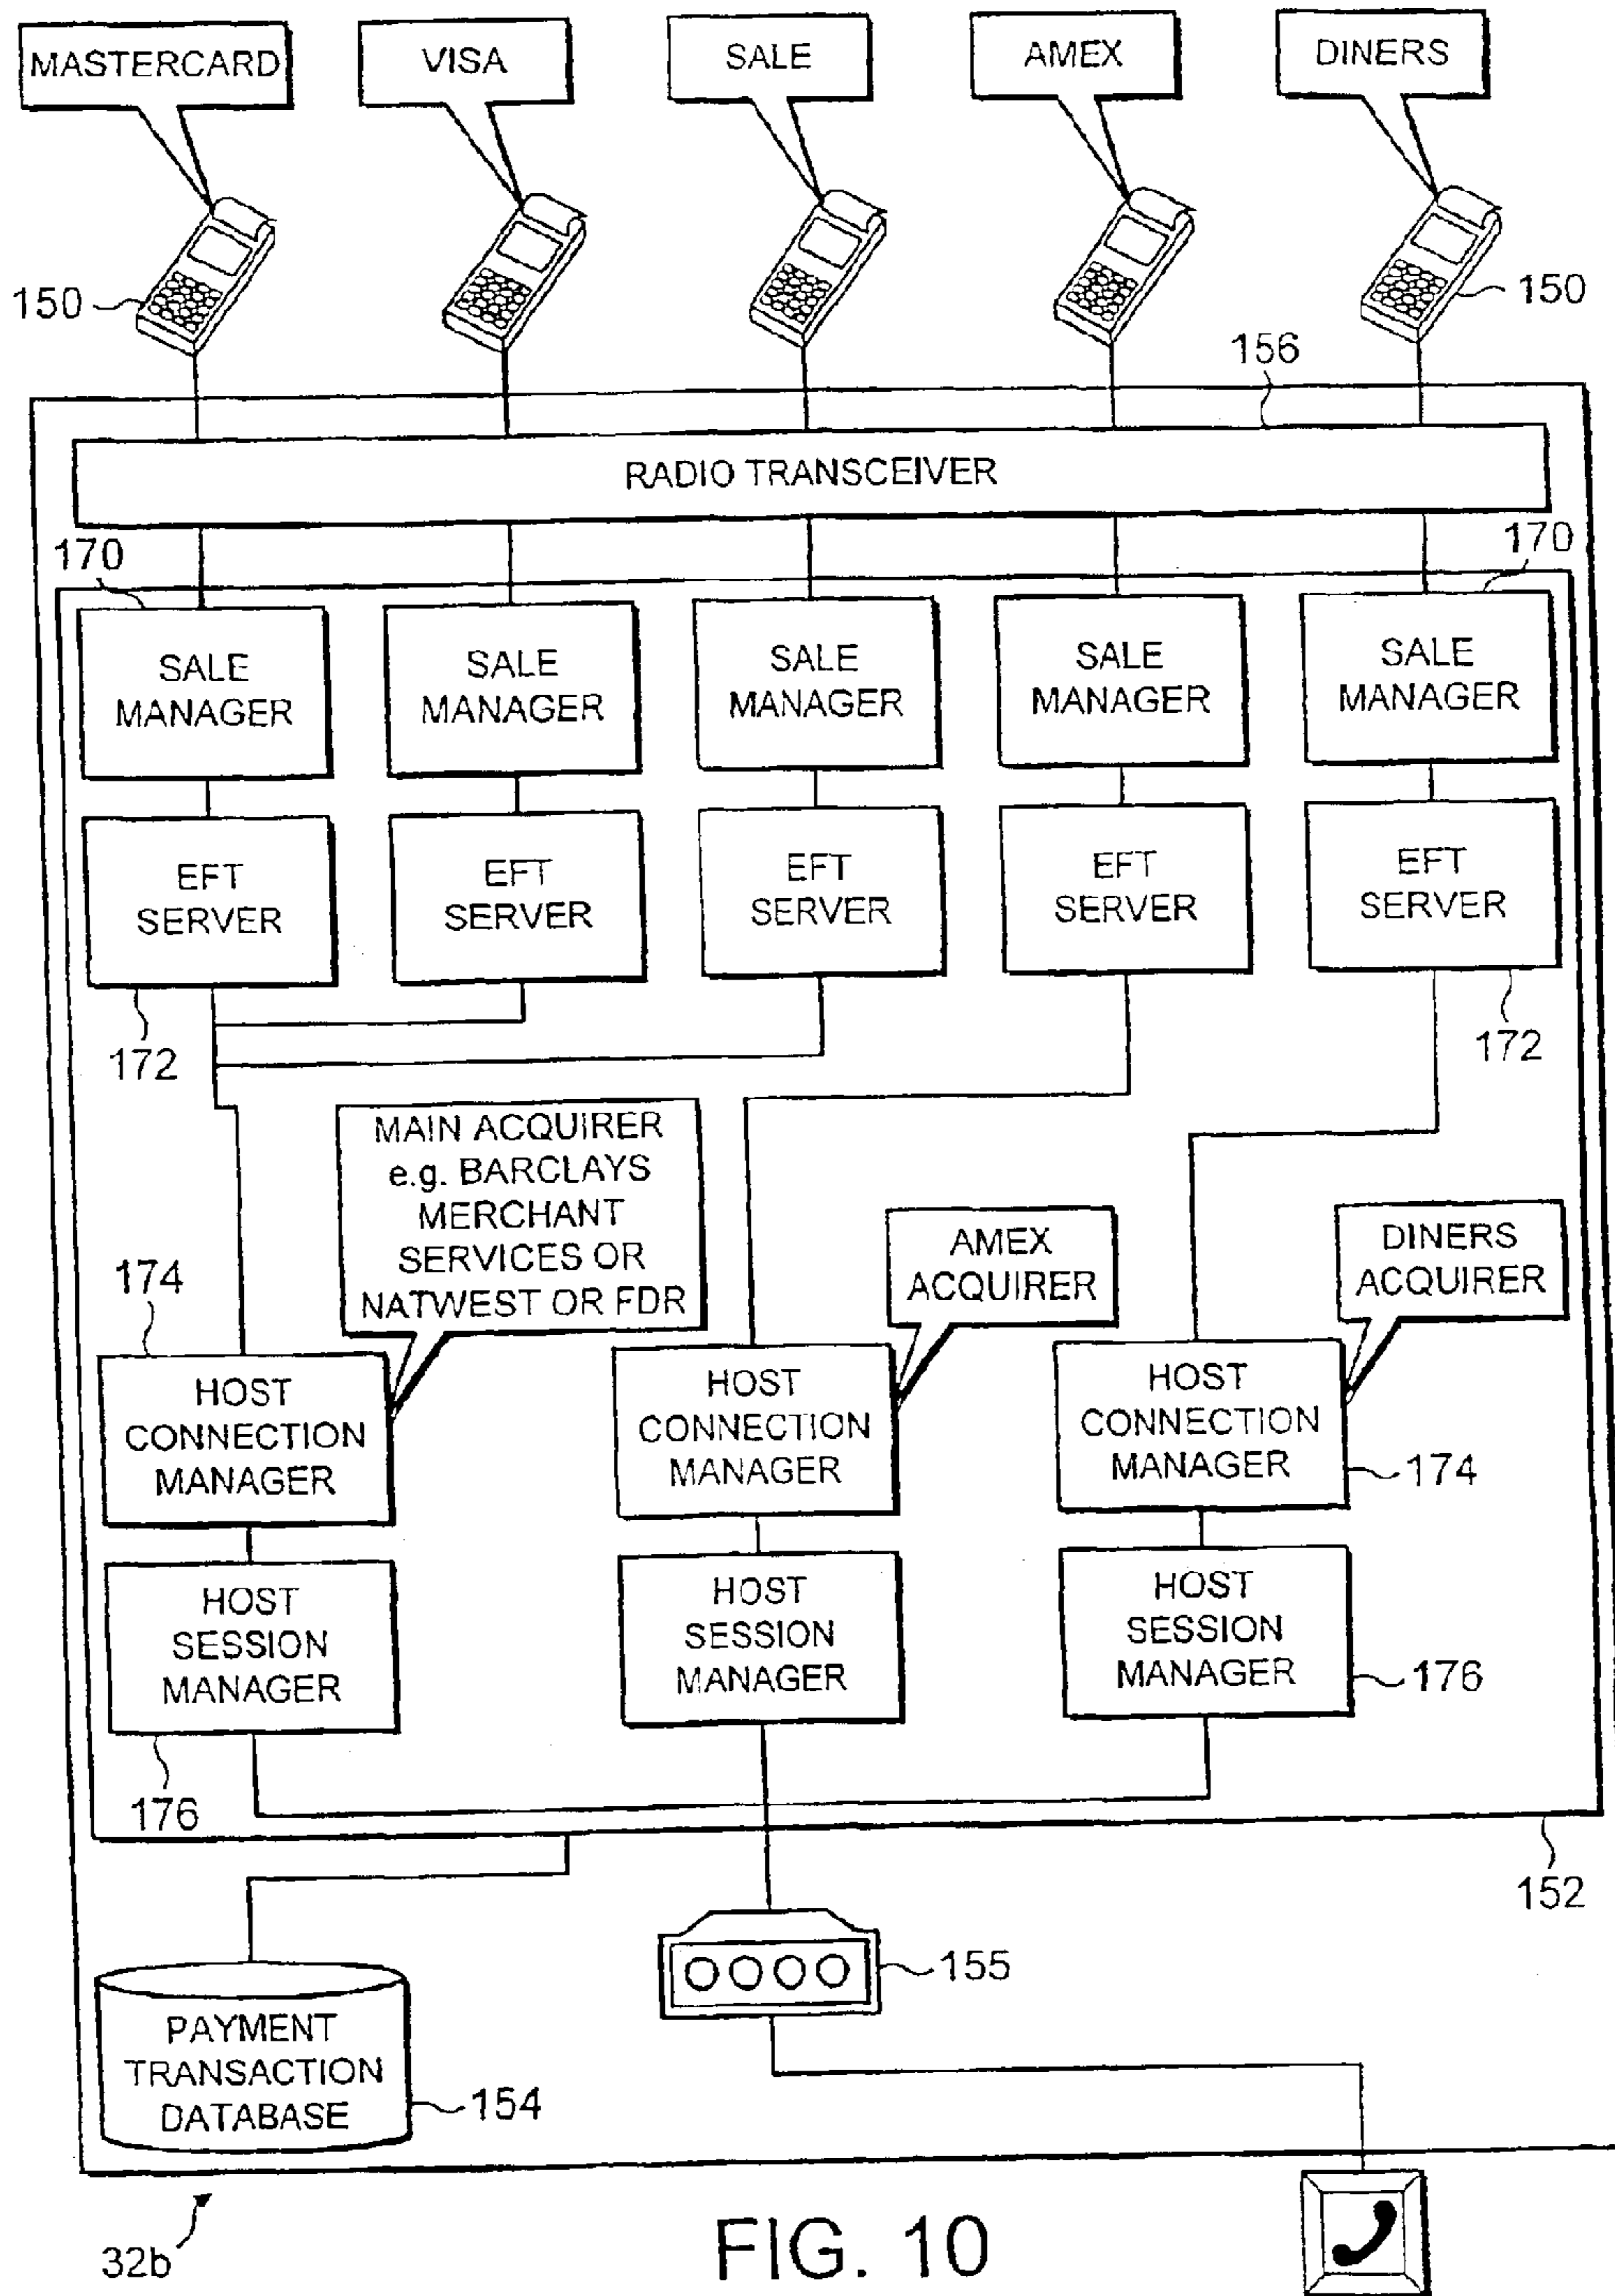 MASTERCARD
VISA
SALE
AMEX
DINERS
150
150
156
RADIO TRANSCEIVER
170
170
SALE
MANAGER
SALE
MANAGER
SALE
MANAGER
SALE
MANAGER
SALE
MANAGER
EFT
SERVER
EFT
SERVER
EFT
SERVER
EFT
SERVER
EFT
SERVER
172
172
MAIN ACQUIRER
e.g. BARCLAYS
MERCHANT
SERVICES OR
NATWEST OR FDR
AMEX
ACQUIRER
DINERS
ACQUIRER
174
HOST
CONNECTION
MANAGER
HOST
CONNECTION
MANAGER
HOST
CONNECTION
MANAGER
174
HOST
SESSION
MANAGER
HOST
SESSION
MANAGER
HOST
SESSION
MANAGER
176
176
152
155
PAYMENT
TRANSACTION
DATABASE
154
32b
FIG. 10